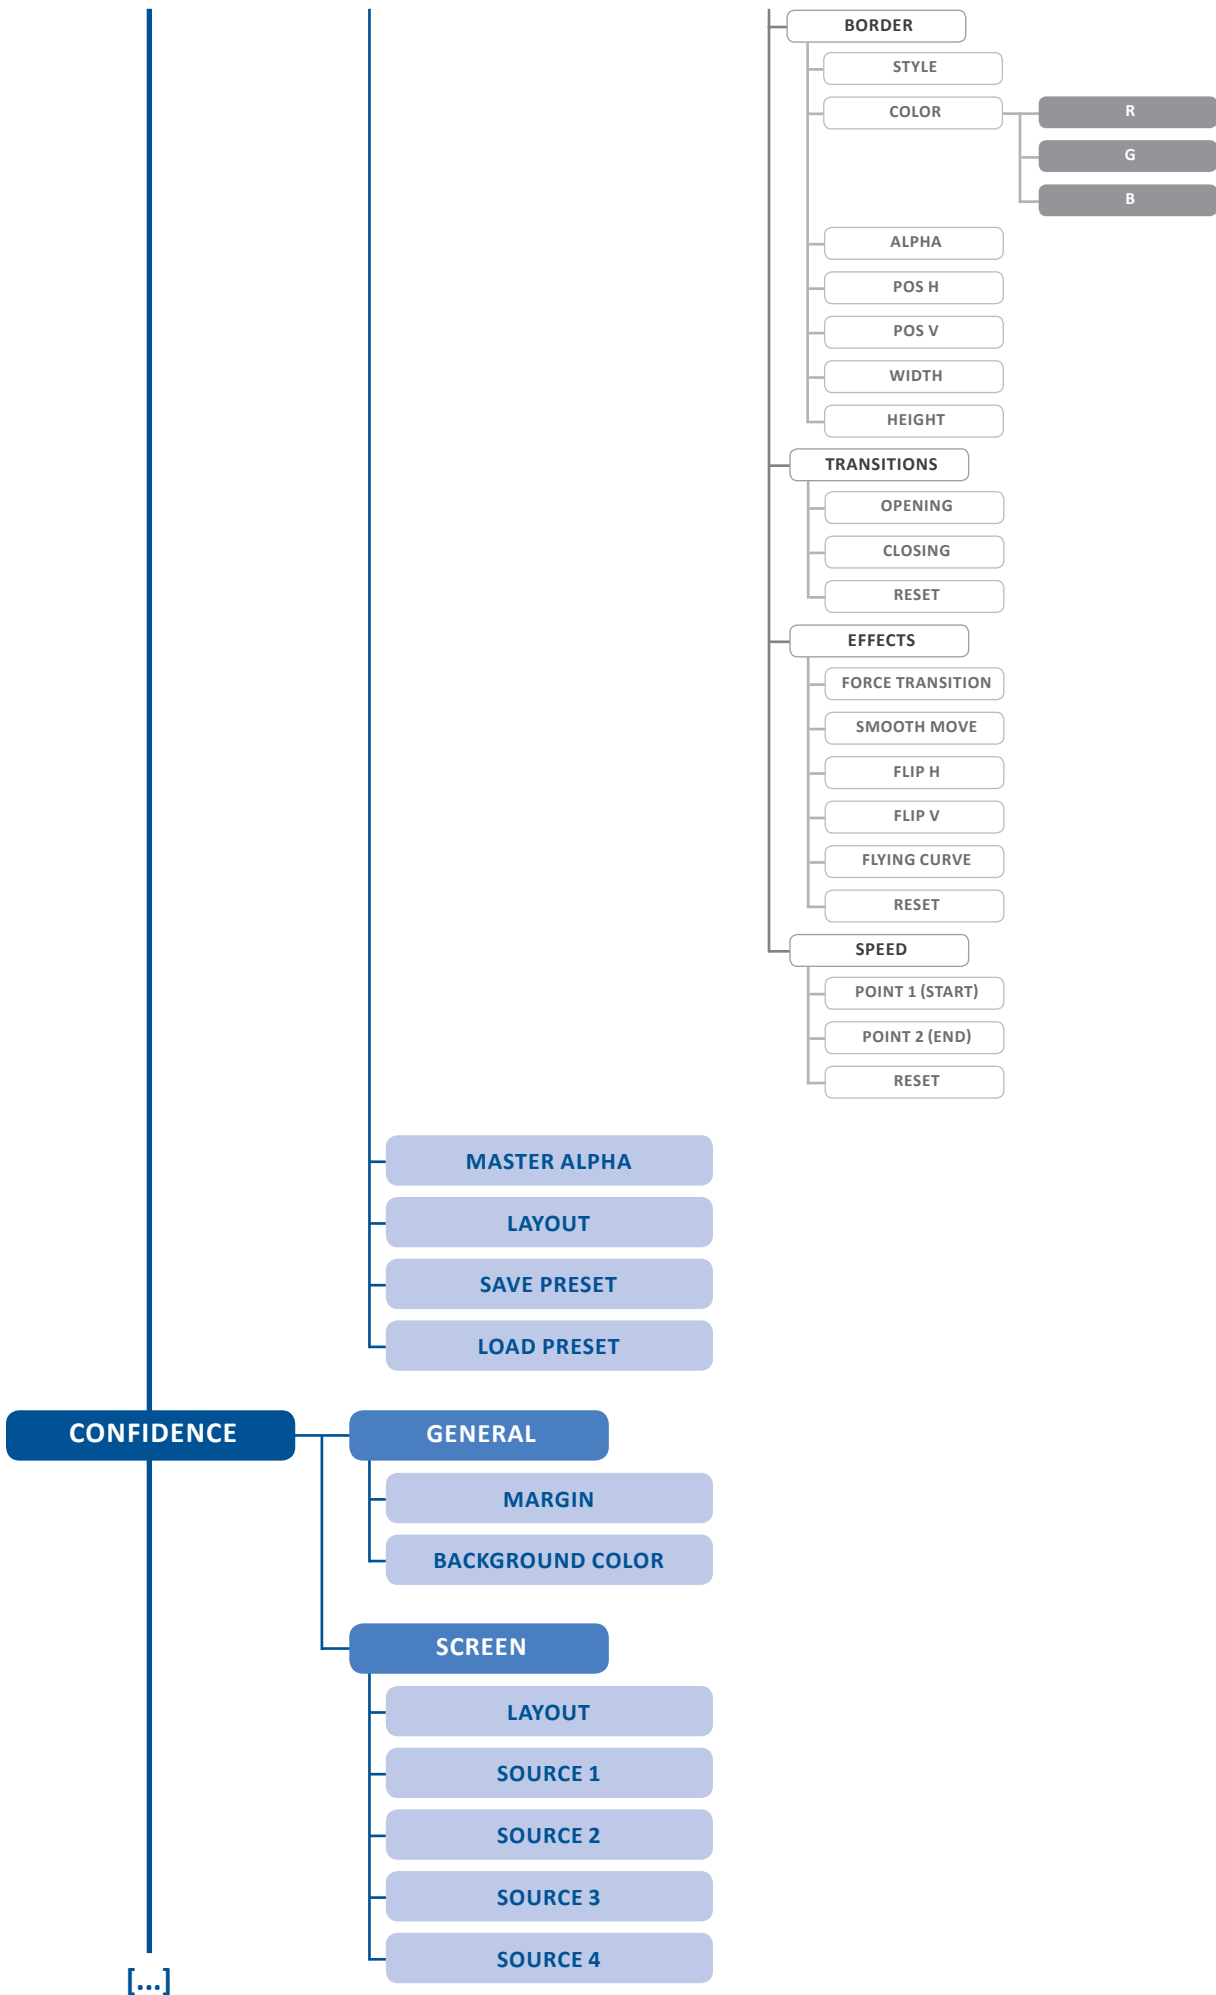 BORDER
STYLE
COLOR
R
G
B
ALPHA
POS H
POS V
WIDTH
HEIGHT
TRANSITIONS
OPENING
CLOSING
RESET
EFFECTS
FORCE TRANSITION
SMOOTH MOVE
FLIP H
FLIP V
FLYING CURVE
RESET
SPEED
POINT 1 (START)
POINT 2 (END)
RESET
MASTER ALPHA
LAYOUT
SAVE PRESET
LOAD PRESET
CONFIDENCE
GENERAL
MARGIN
BACKGROUND COLOR
SCREEN
LAYOUT
SOURCE 1
SOURCE 2
SOURCE 3
SOURCE 4
[...]